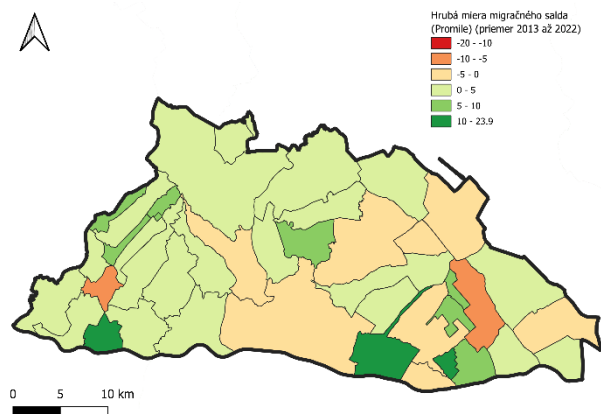 Hrubá miera migračného salda
(Promile) (priemer 2013 až 2022)
-20 - -10
-10 - -5
-5 - 0
0 - 5
5 - 10
10 - 23.9
0 5 10 km